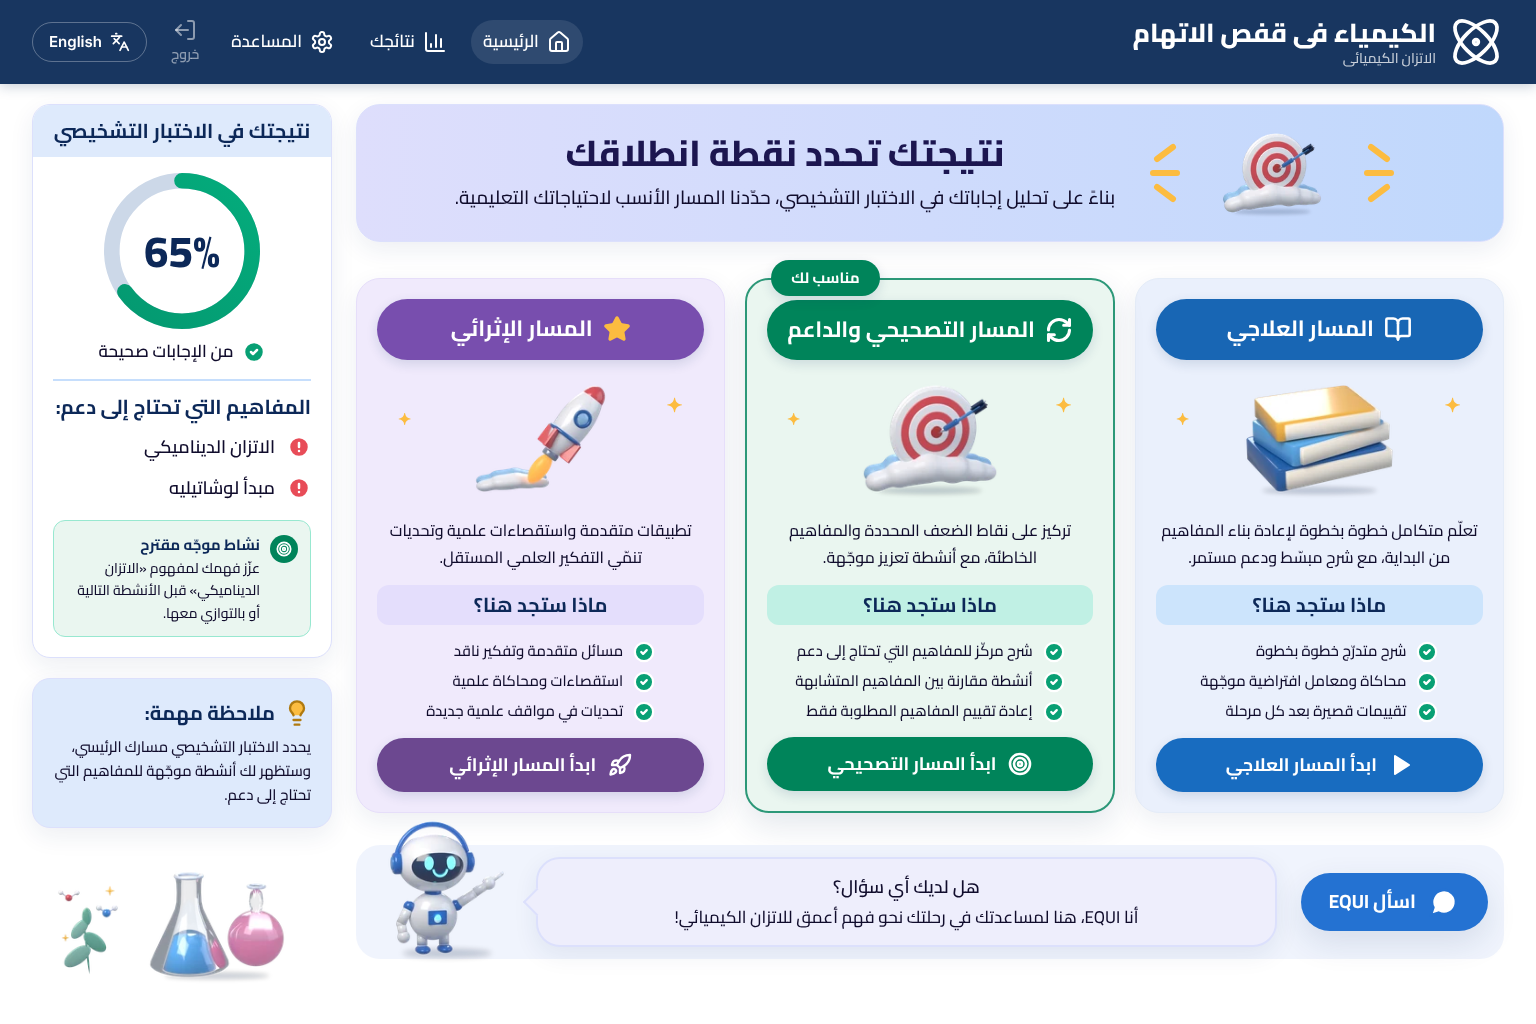 الكيمياء في قفص الاتهام
الاتزان الكيميائي
الرئيسية
نتائجك
المساعدة
خروج
English
نتيجتك تحدد نقطة انطلاقك
بناءً على تحليل إجاباتك في الاختبار التشخيصي، حدّدنا المسار الأنسب لاحتياجاتك التعليمية.
المسار العلاجي
تعلّم متكامل خطوة بخطوة لإعادة بناء المفاهيم
من البداية، مع شرح مبسّط ودعم مستمر.
ماذا ستجد هنا؟
شرح متدرّج خطوة بخطوة
محاكاة ومعامل افتراضية موجّهة
تقييمات قصيرة بعد كل مرحلة
ابدأ المسار العلاجي
مناسب لك
المسار التصحيحي والداعم
تركيز على نقاط الضعف المحددة والمفاهيم
الخاطئة، مع أنشطة تعزيز موجّهة.
ماذا ستجد هنا؟
شرح مركّز للمفاهيم التي تحتاج إلى دعم
أنشطة مقارنة بين المفاهيم المتشابهة
إعادة تقييم المفاهيم المطلوبة فقط
ابدأ المسار التصحيحي
المسار الإثرائي
تطبيقات متقدمة واستقصاءات علمية وتحديات
تنمّي التفكير العلمي المستقل.
ماذا ستجد هنا؟
مسائل متقدمة وتفكير ناقد
استقصاءات ومحاكاة علمية
تحديات في مواقف علمية جديدة
ابدأ المسار الإثرائي
اسأل EQUI
هل لديك أي سؤال؟
أنا EQUI، هنا لمساعدتك في رحلتك نحو فهم أعمق للاتزان الكيميائي!
نتيجتك في الاختبار التشخيصي
65%
من الإجابات صحيحة
المفاهيم التي تحتاج إلى دعم:
الاتزان الديناميكي
مبدأ لوشاتيليه
نشاط موجّه مقترح
عزّز فهمك لمفهوم «الاتزان
الديناميكي» قبل الأنشطة التالية
أو بالتوازي معها.
ملاحظة مهمة:
يحدد الاختبار التشخيصي مسارك الرئيسي،
وستظهر لك أنشطة موجّهة للمفاهيم التي
تحتاج إلى دعم.